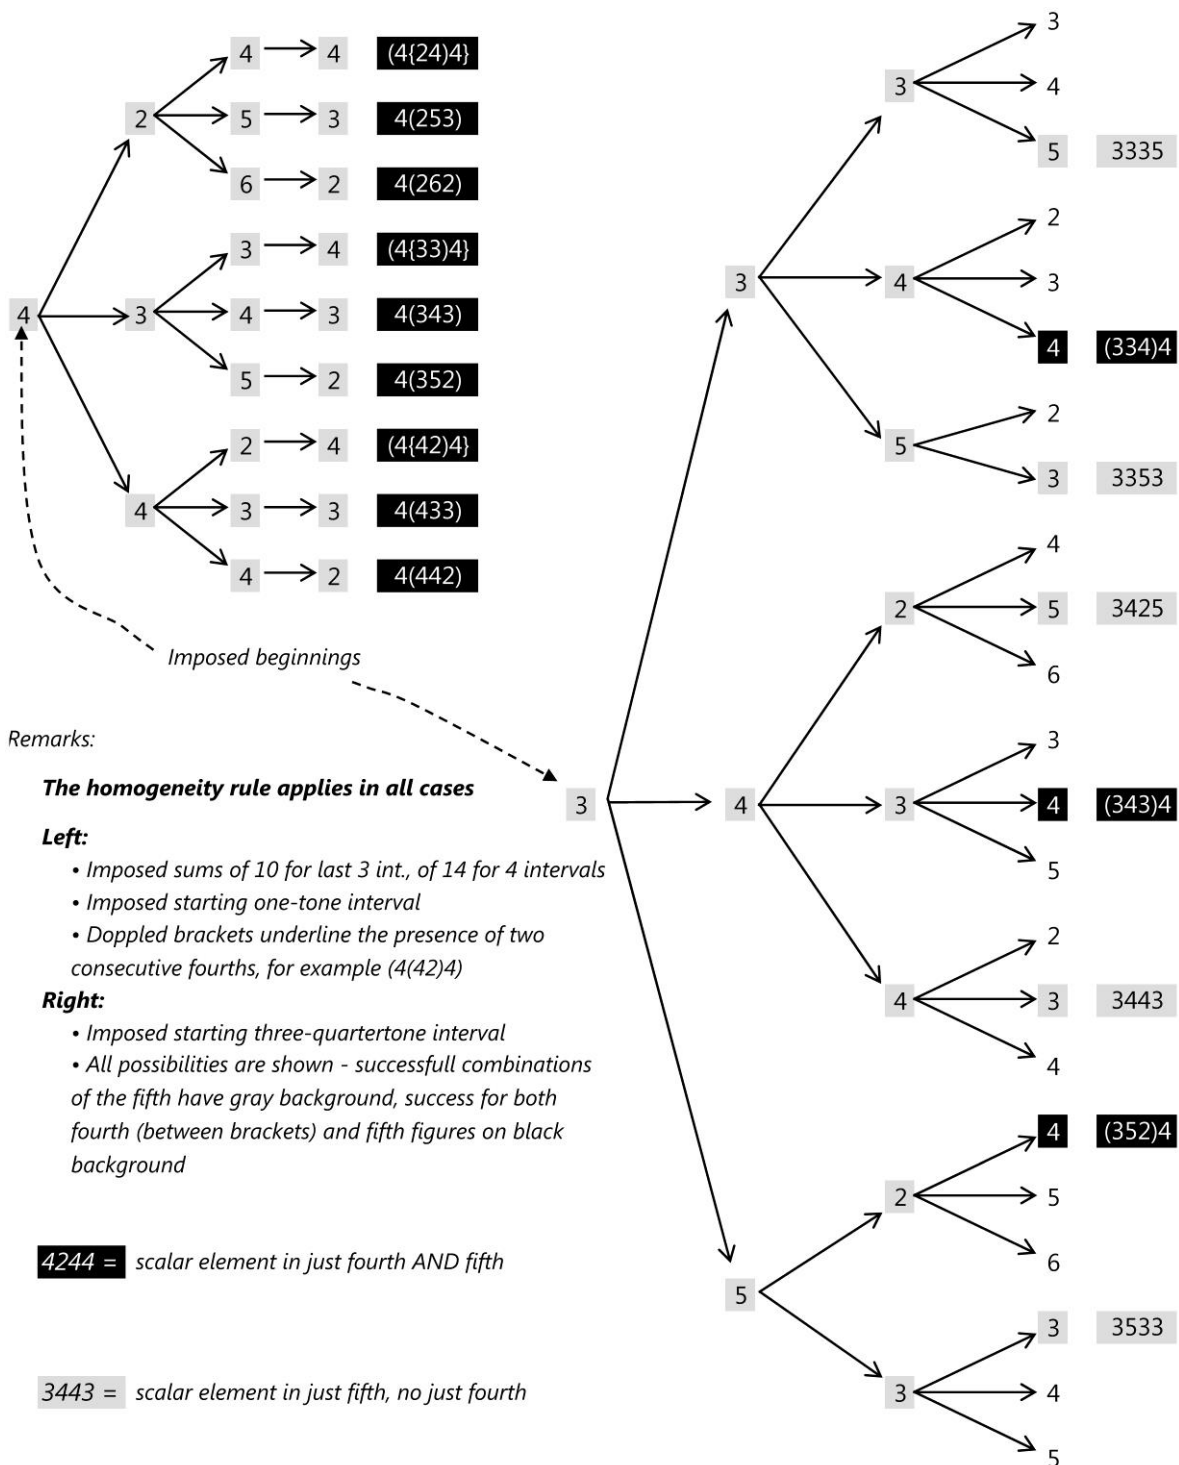 4 4 (4{24)4}
2 5 3 4(253)
6 2 4(262)
3 4 (4{33)4}
4 3 4 3 4(343)
5 2 4(352)
2 4 (4{42)4}
4 3 3 4(433)
4 2 4(442)
Imposed beginnings
Remarks:
The homogeneity rule applies in all cases
Left:
• Imposed sums of 10 for last 3 int., of 14 for 4 intervals
• Imposed starting one-tone interval
• Doppled brackets underline the presence of two
consecutive fourths, for example (4(42)4)
Right:
• Imposed starting three-quartertone interval
• All possibilities are shown - successfull combinations
of the fifth have gray background, success for both
fourth (between brackets) and fifth figures on black
background
4244 = scalar element in just fourth AND fifth
3443 = scalar element in just fifth, no just fourth
3
3 4
5 3335
2
3 4 3
4 (334)4
2
5 3 3353
4
2 5 3425
6
3
3 4 3 4 (343)4
5
2
4 3 3443
4
4 (352)4
2 5
6
5
3 3533
3 4
5